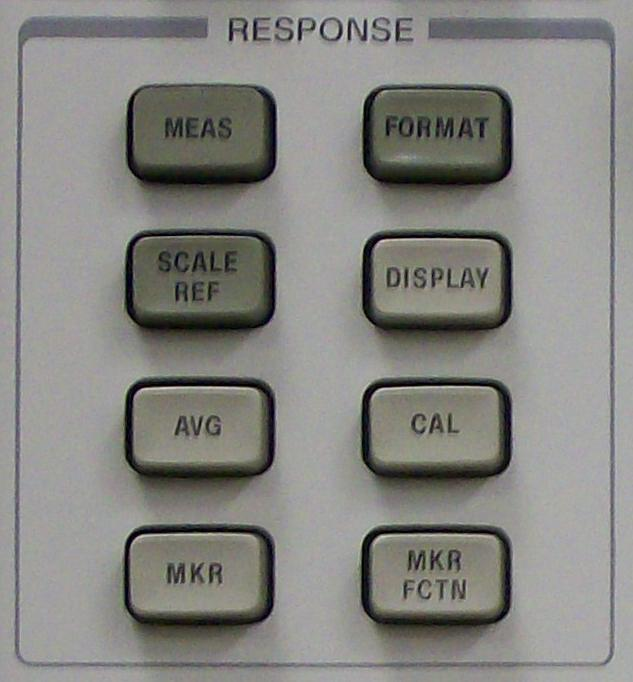 RESPONSE
MEAS
FORMAT
SCALE
REF
DISPLAY
AVG
CAL
MKR
MKR
FCTN